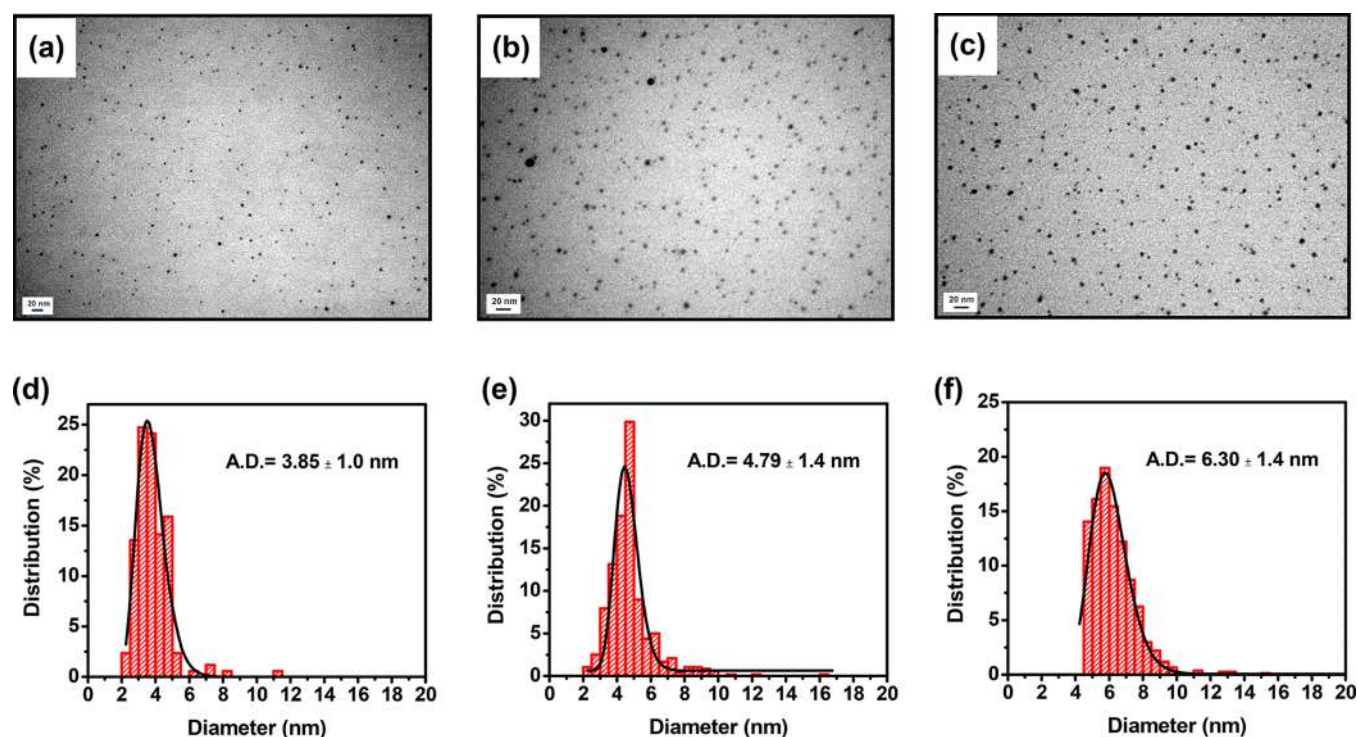 (a)
(b)
(c)
20 nm
20 nm
20 nm
(d)
(e)
(f)
A.D.= 3.85 ± 1.0 nm
A.D.= 4.79 ± 1.4 nm
A.D.= 6.30 ± 1.4 nm
Distribution (%)
25
20
15
10
5
0
0 2 4 6 8 10 12 14 16 18 20
Diameter (nm)
Distribution (%)
30
25
20
15
10
5
0
0 2 4 6 8 10 12 14 16 18 20
Diameter (nm)
Distribution (%)
25
20
15
10
5
0
0 2 4 6 8 10 12 14 16 18 20
Diameter (nm)